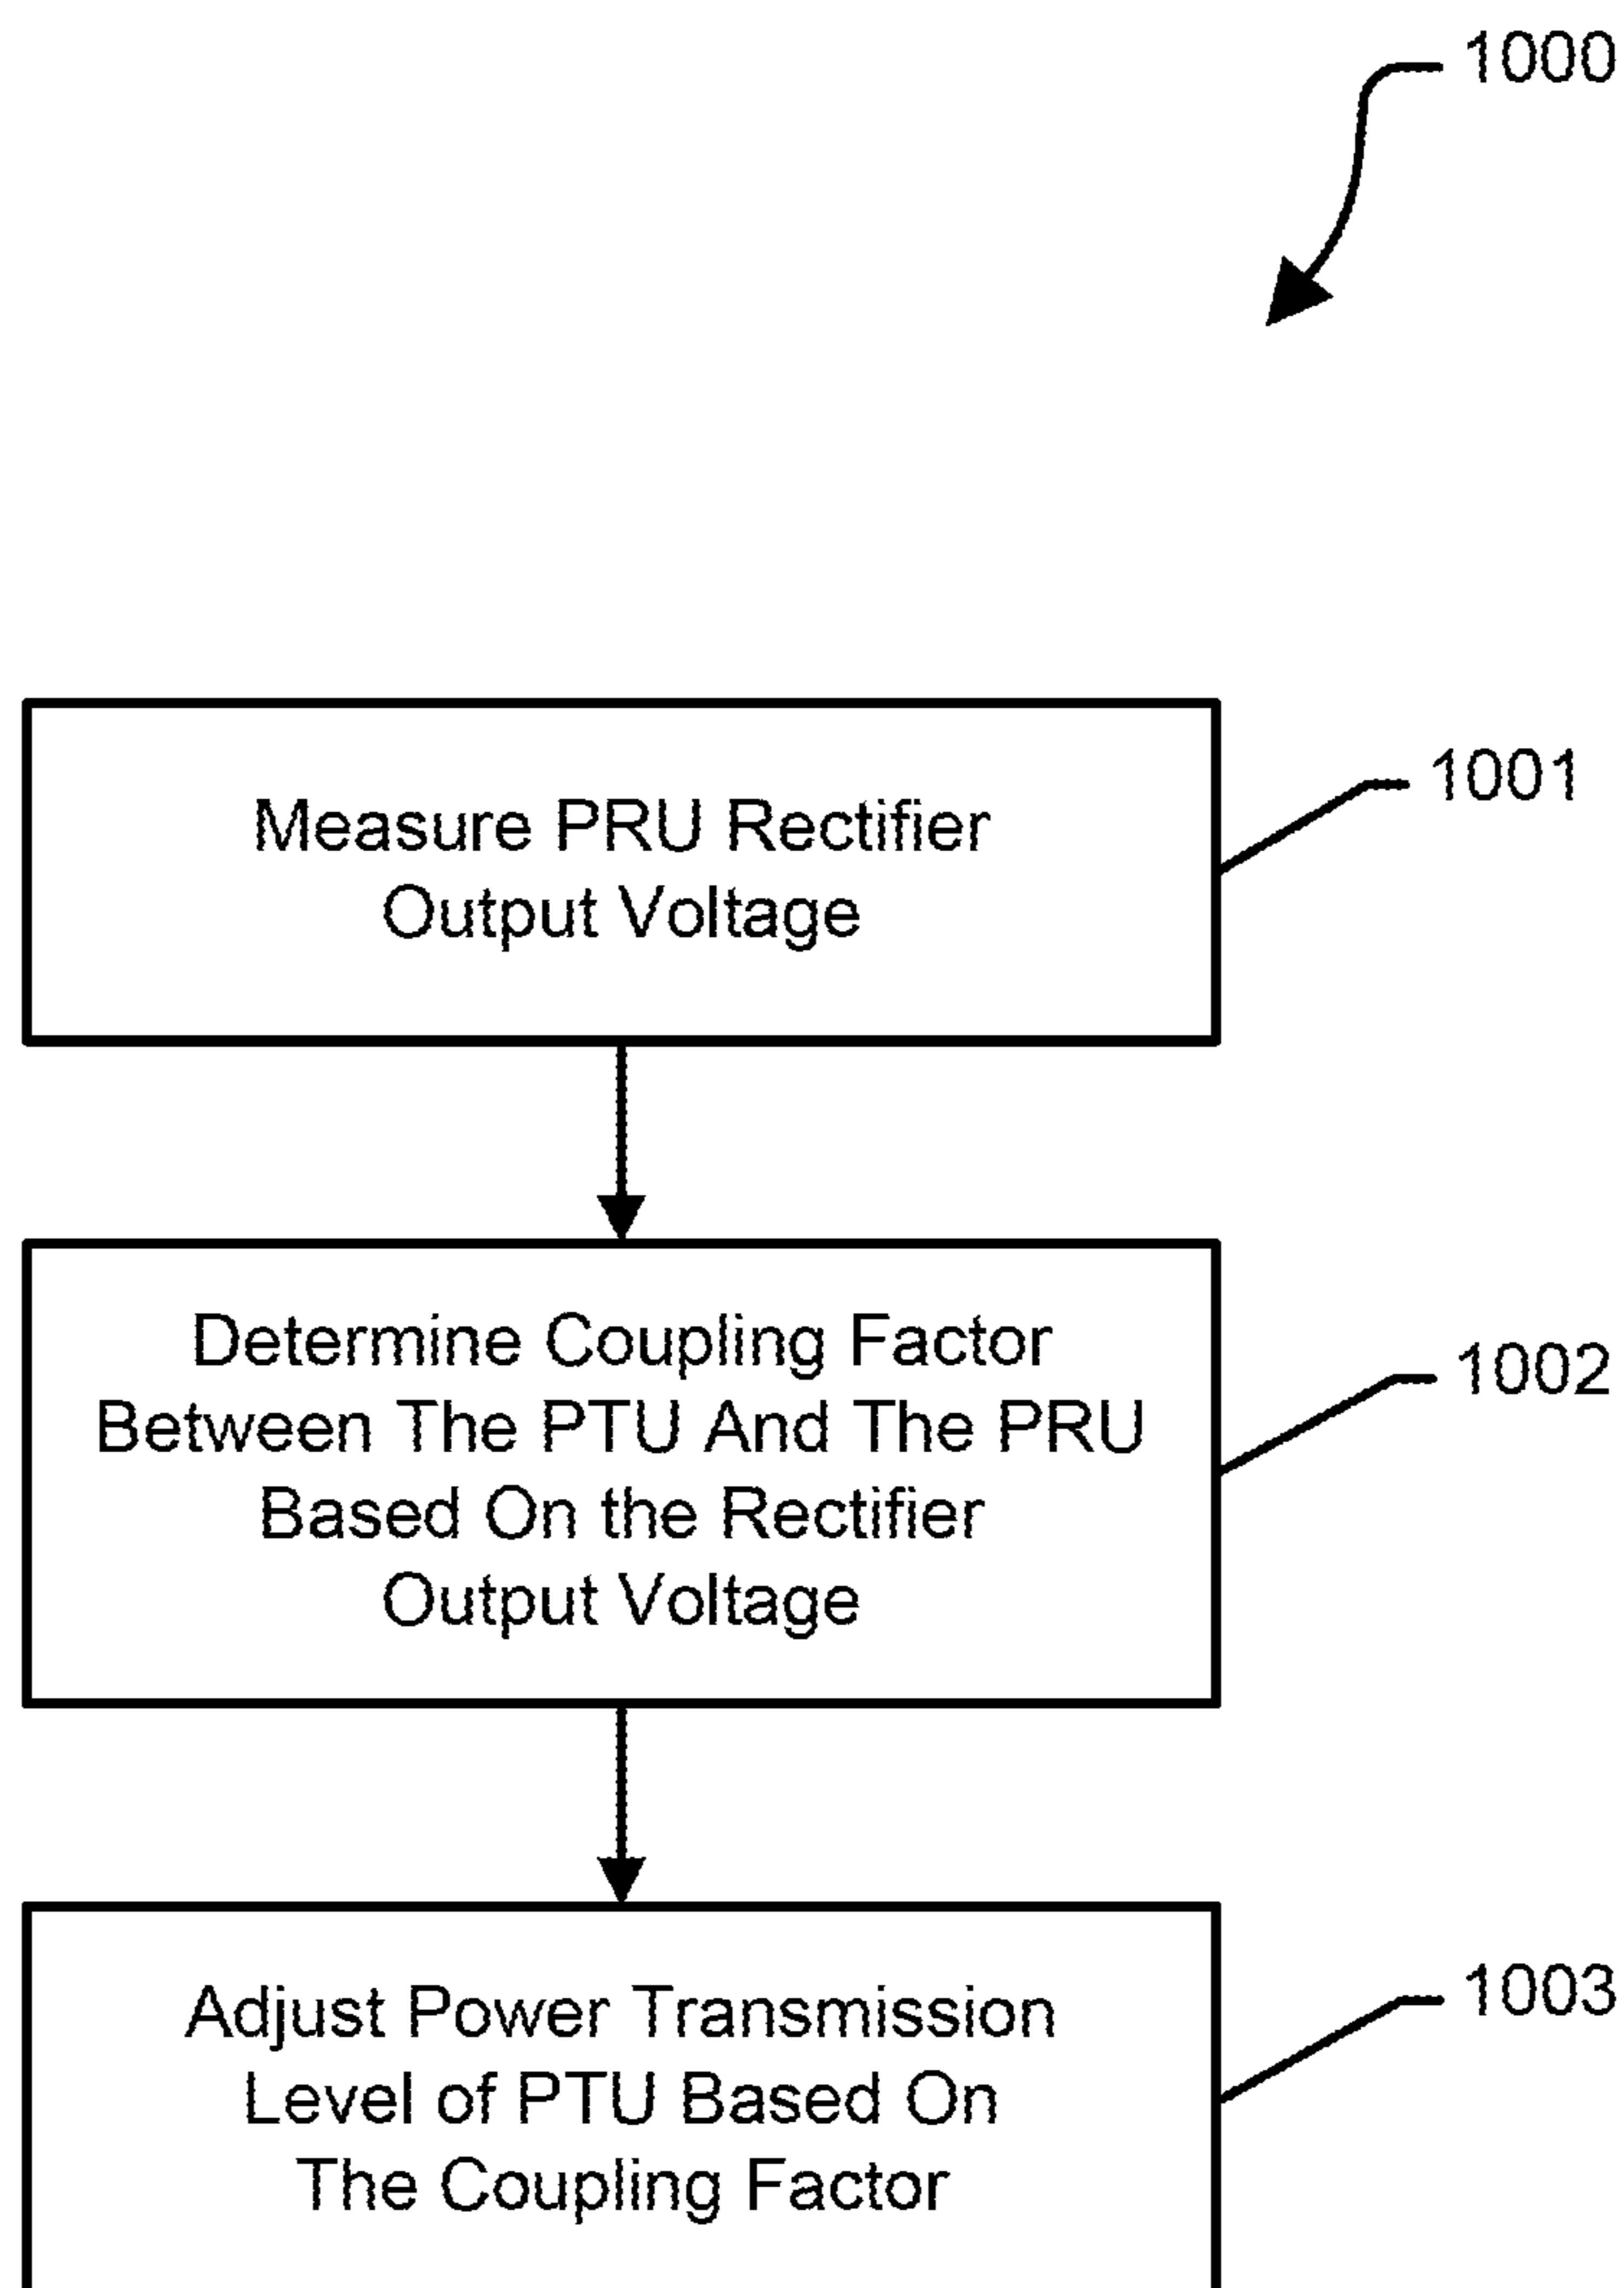 1000
Measure PRU Rectifier
Output Voltage
1001
Determine Coupling Factor
Between The PTU And The PRU
Based On the Rectifier
Output Voltage
1002
Adjust Power Transmission
Level of PTU Based On
The Coupling Factor
1003